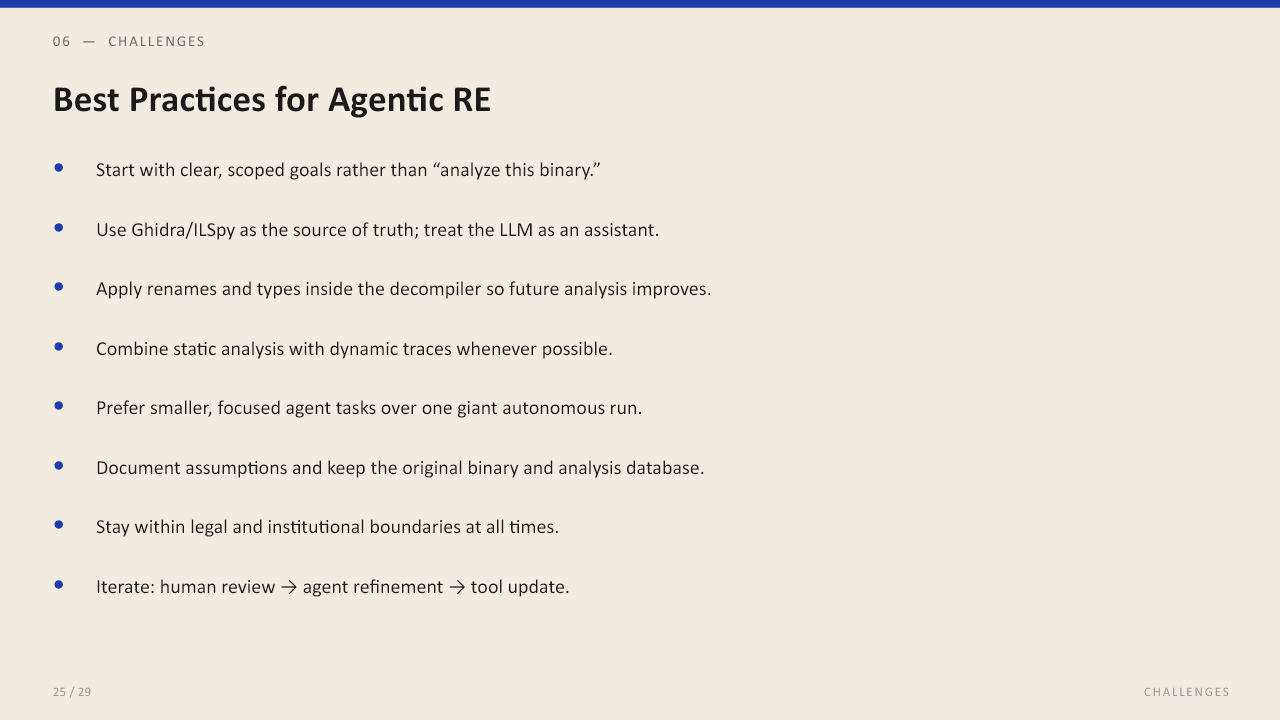 06 — CHALLENGES
Best Practices for Agentic RE
• Start with clear, scoped goals rather than “analyze this binary.”
• Use Ghidra/ILSpy as the source of truth; treat the LLM as an assistant.
• Apply renames and types inside the decompiler so future analysis improves.
• Combine static analysis with dynamic traces whenever possible.
• Prefer smaller, focused agent tasks over one giant autonomous run.
• Document assumptions and keep the original binary and analysis database.
• Stay within legal and institutional boundaries at all times.
• Iterate: human review → agent refinement → tool update.
25 / 29
CHALLENGES